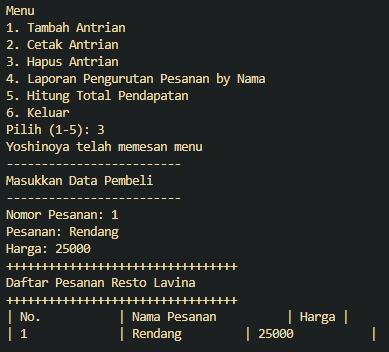 Menu
1. Tambah Antrian
2. Cetak Antrian
3. Hapus Antrian
4. Laporan Pengurutan Pesanan by Nama
5. Hitung Total Pendapatan
6. Keluar
Pilih (1-5): 3
Yoshinoya telah memesan menu
-------------------------
Masukkan Data Pembeli
-------------------------
Nomor Pesanan: 1
Pesanan: Rendang
Harga: 25000
+++++++++++++++++++++++++++++++++
Daftar Pesanan Resto Lavina
+++++++++++++++++++++++++++++++++
| No. | Nama Pesanan | Harga |
| 1 | Rendang | 25000 |